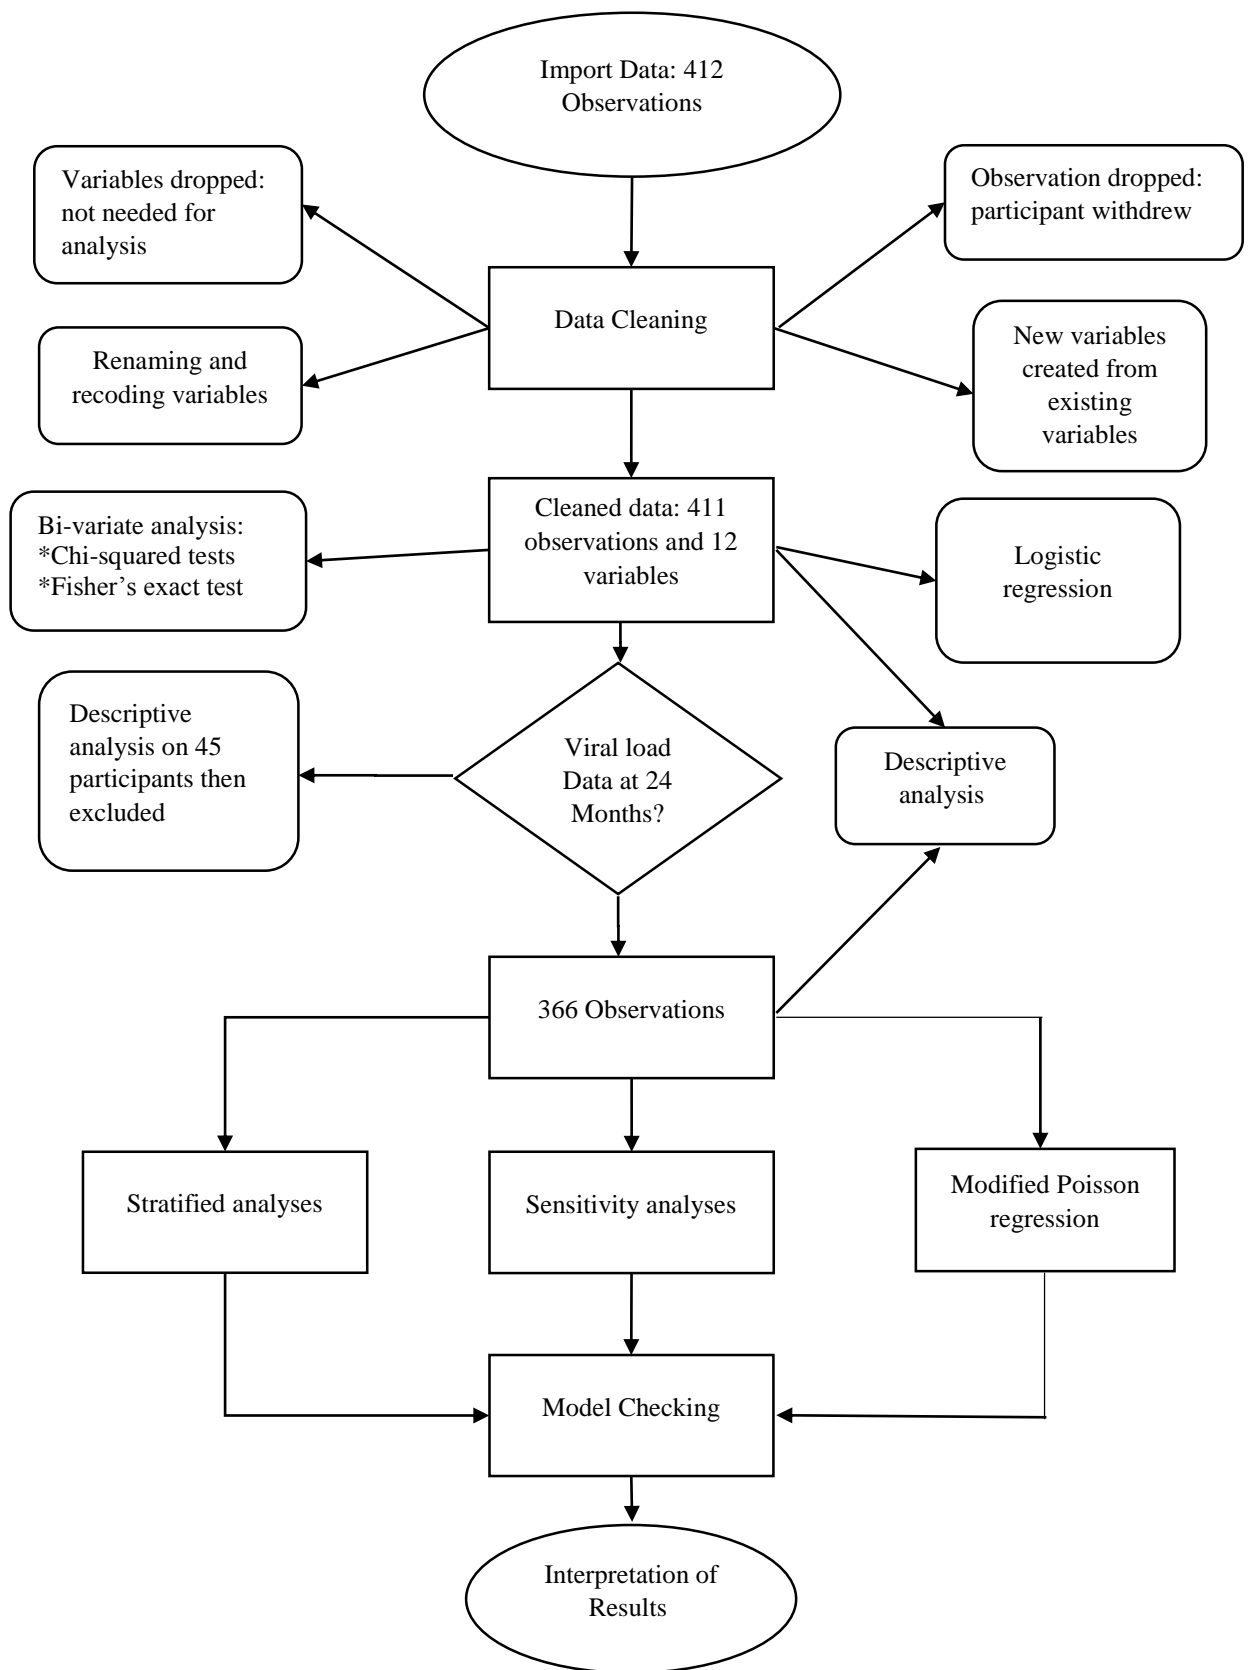 Import Data: 412
Observations
Variables dropped:
not needed for
analysis
Observation dropped:
participant withdrew
Data Cleaning
Renaming and
recoding variables
New variables
created from
existing
variables
Cleaned data: 411
observations and 12
variables
Bi-variate analysis:
*Chi-squared tests
*Fisher’s exact test
Logistic
regression
Descriptive
analysis on 45
participants then
excluded
Viral load
Data at 24
Months?
Descriptive
analysis
366 Observations
Stratified analyses
Sensitivity analyses
Modified Poisson
regression
Model Checking
Interpretation of
Results